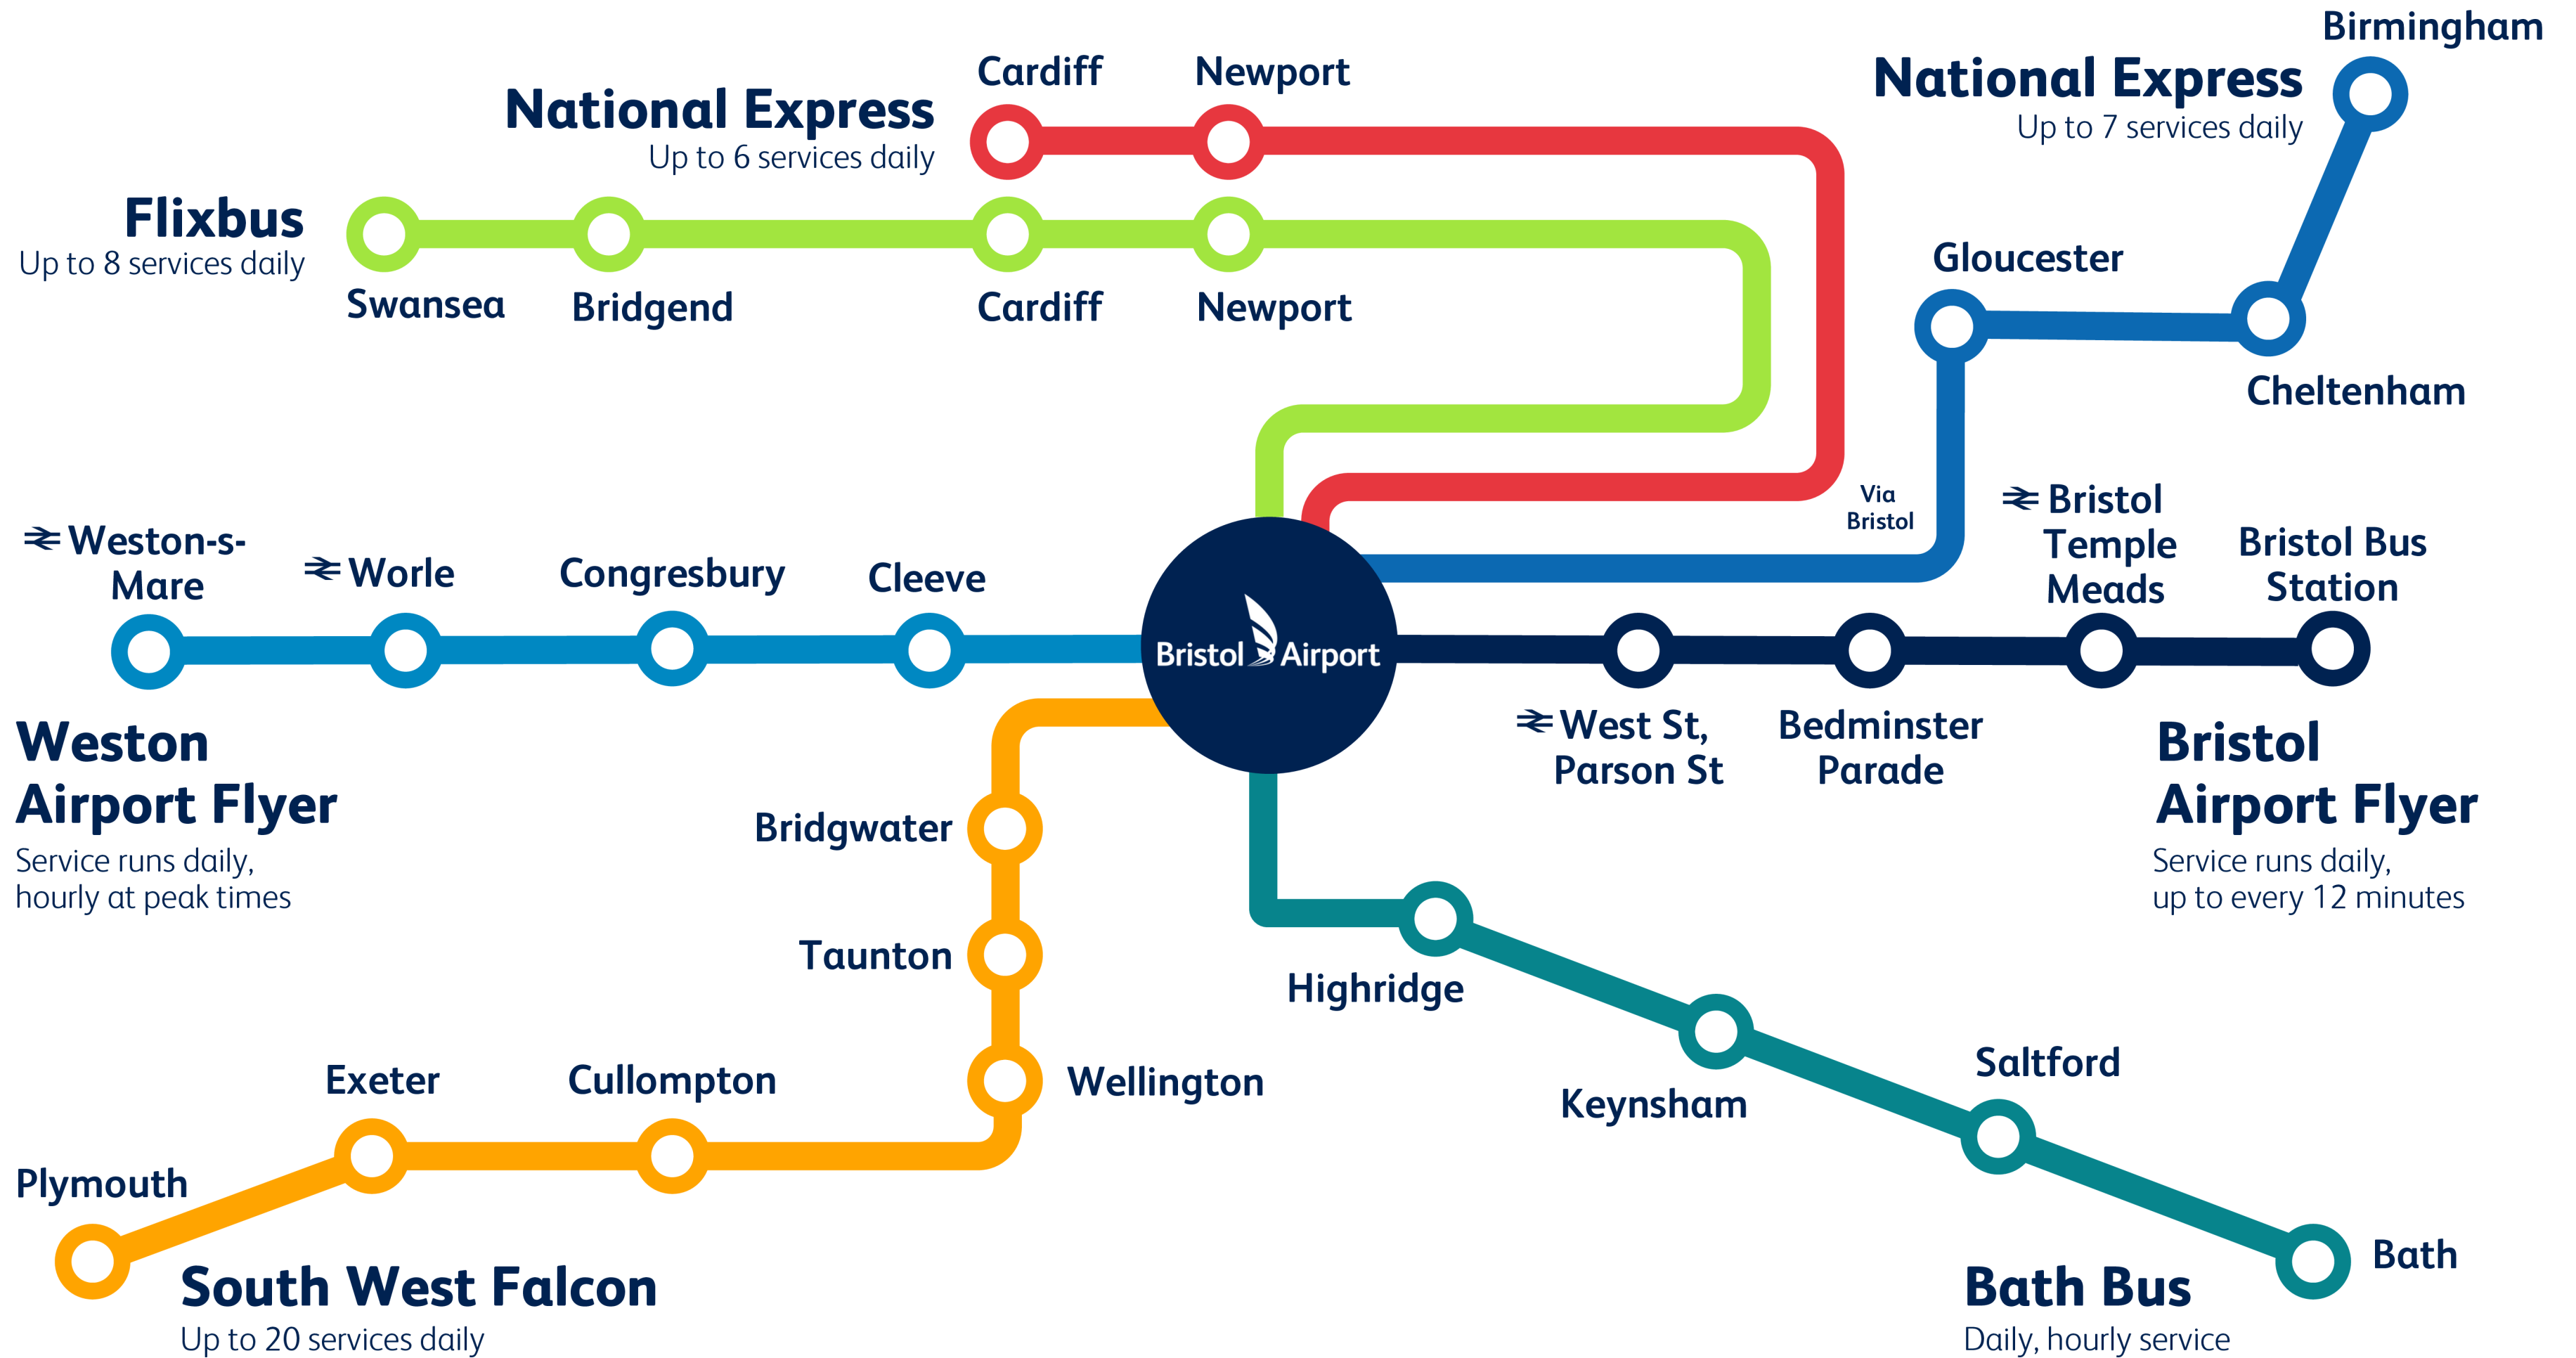 Birmingham
National Express
Up to 7 services daily
Cardiff
Newport
National Express
Up to 6 services daily
Flixbus
Up to 8 services daily
Swansea
Bridgend
Cardiff
Newport
Gloucester
Cheltenham
Via
Bristol
Weston-s-
Mare
Worle
Congresbury
Cleeve
Bristol Airport
Bristol
Temple
Meads
Bristol Bus
Station
West St,
Parson St
Bedminster
Parade
Weston
Airport Flyer
Service runs daily,
hourly at peak times
Bristol
Airport Flyer
Service runs daily,
up to every 12 minutes
Bridgwater
Taunton
Wellington
Cullompton
Exeter
Plymouth
South West Falcon
Up to 20 services daily
Highridge
Keynsham
Saltford
Bath
Bath Bus
Daily, hourly service